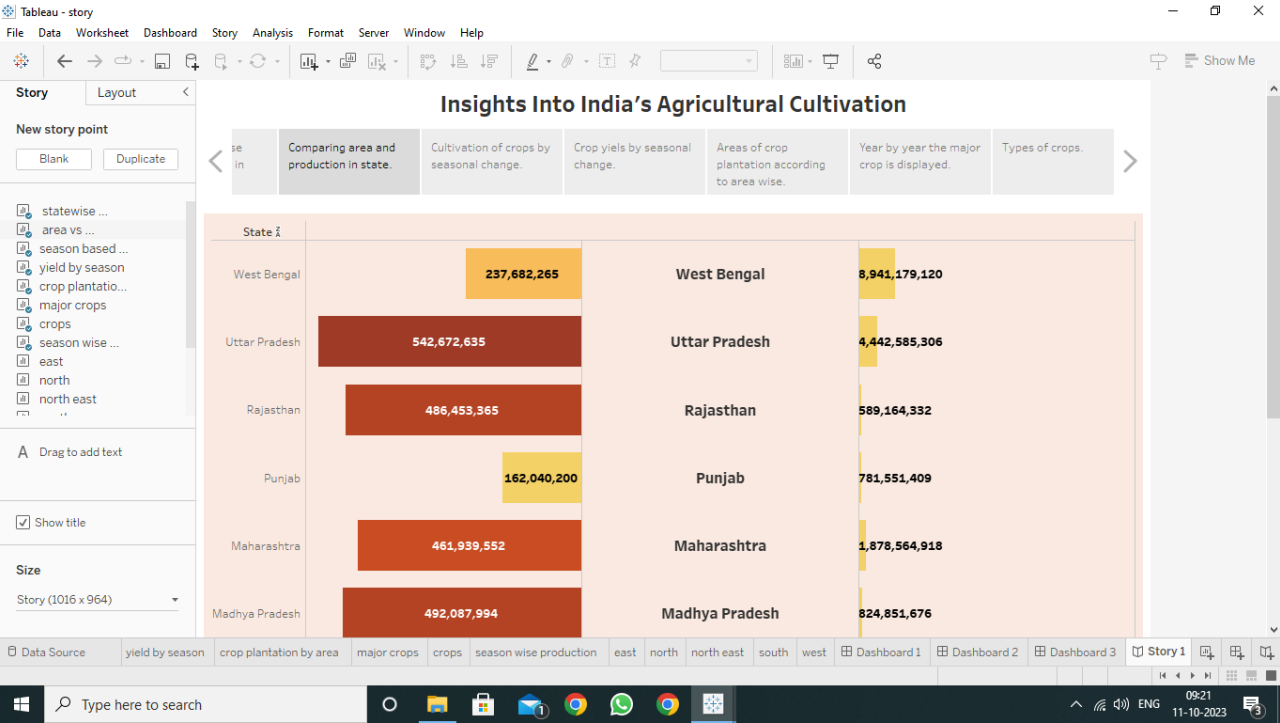 Tableau - story
File Data Worksheet Dashboard Story Analysis Format Server Window Help
Show Me
Story Layout
New story point
Blank Duplicate
statewise ...
area vs ...
season based ...
yield by season
crop plantatio...
major crops
crops
season wise ...
east
north
north east
A Drag to add text
Show title
Size
Story (1016 x 964)
Insights Into India's Agricultural Cultivation
se
in
Comparing area and
production in state.
Cultivation of crops by
seasonal change.
Crop yiels by seasonal
change.
Areas of crop
plantation according
to area wise.
Year by year the major
crop is displayed.
Types of crops.
State
West Bengal 237,682,265 West Bengal 8,941,179,120
Uttar Pradesh 542,672,635 Uttar Pradesh 4,442,585,306
Rajasthan 486,453,365 Rajasthan 589,164,332
Punjab 162,040,200 Punjab 781,551,409
Maharashtra 461,939,552 Maharashtra 1,878,564,918
Madhya Pradesh 492,087,994 Madhya Pradesh 824,851,676
Data Source yield by season crop plantation by area major crops crops season wise production east north north east south west Dashboard 1 Dashboard 2 Dashboard 3 Story 1
Type here to search
1
ENG
09:21
11-10-2023
3